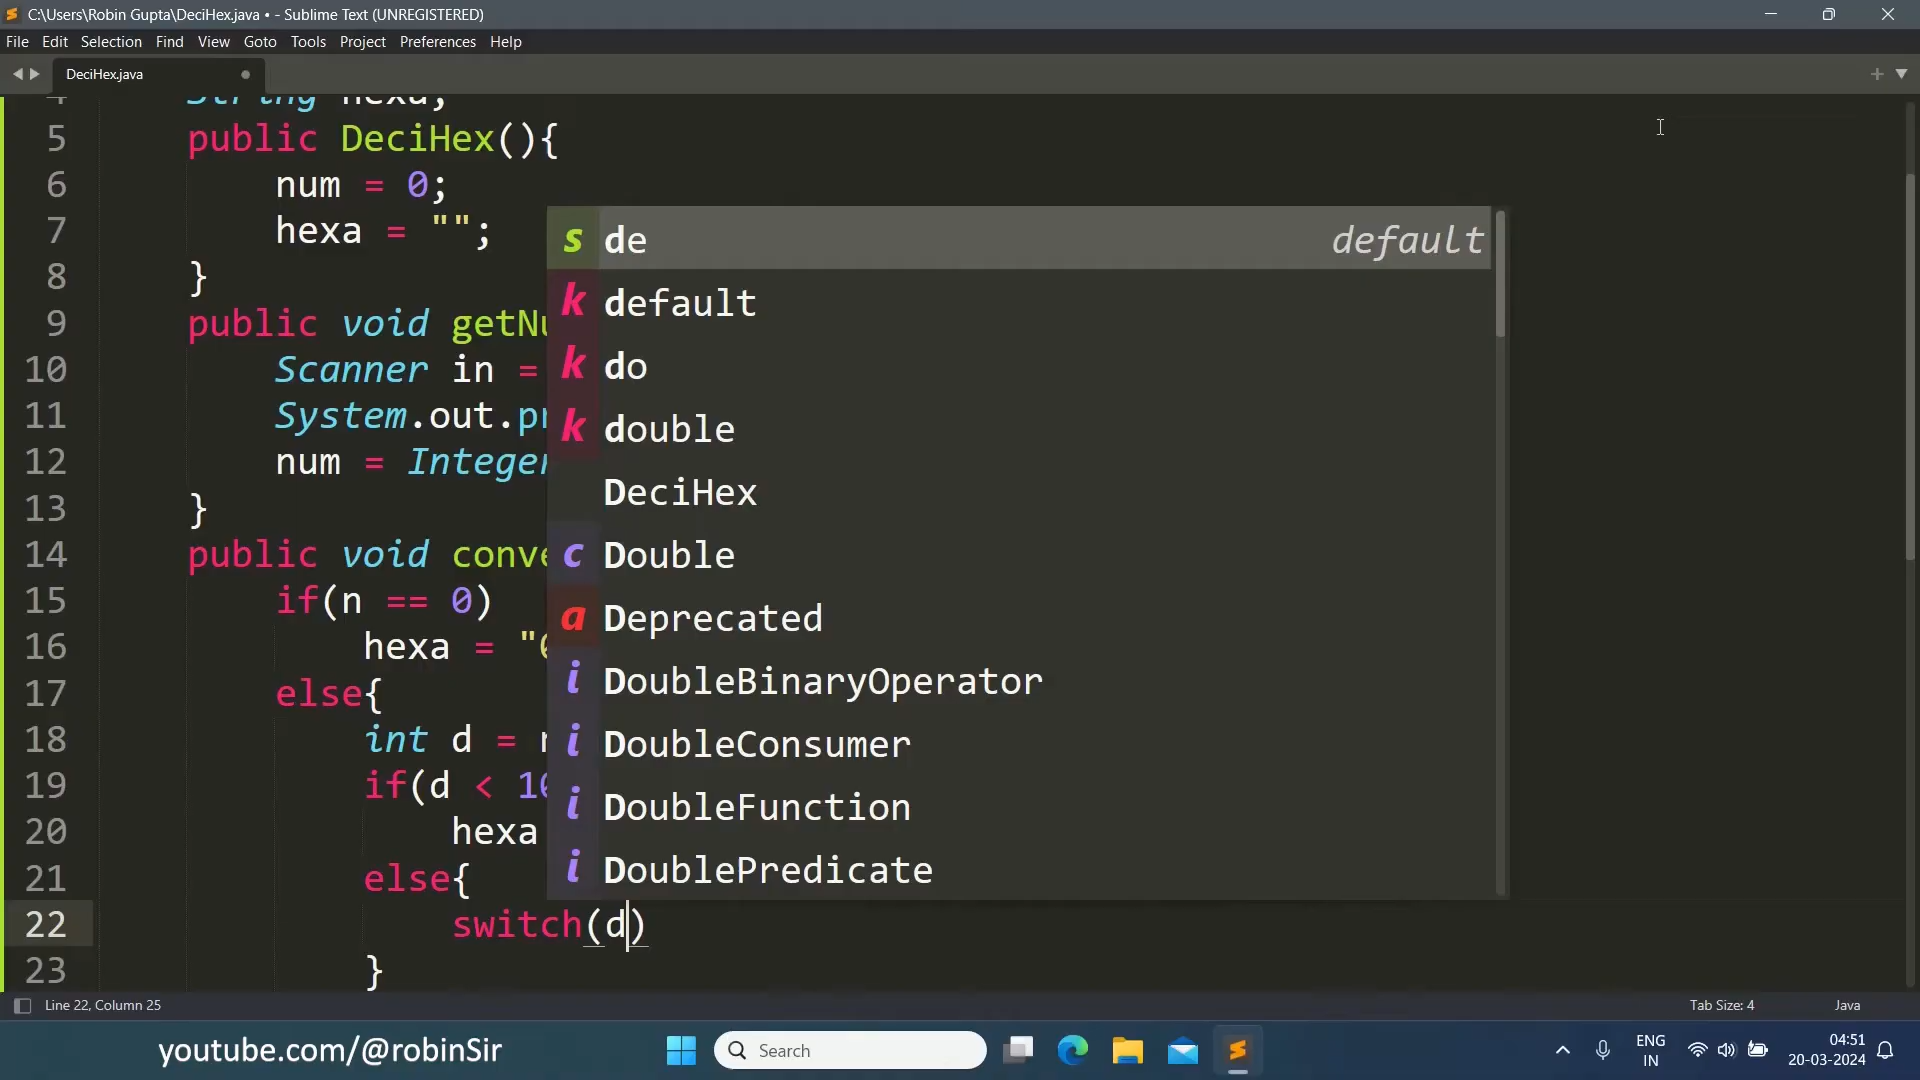 C:\Users\Robin Gupta\DeciHex.java • - Sublime Text (UNREGISTERED)
File Edit Selection Find View Goto Tools Project Preferences Help
DeciHex.java
4 String hexa;
5 public DeciHex(){
6 num = 0;
7 hexa = "";
8 }
9 public void getNu
10 Scanner in =
11 System.out.pr
12 num = Integer
13 }
14 public void conve
15 if(n == 0)
16 hexa = "0
17 else{
18 int d = n
19 if(d < 10
20 hexa
21 else{
22 switch(d)
23 }
s de default
k default
k do
k double
DeciHex
c Double
a Deprecated
i DoubleBinaryOperator
i DoubleConsumer
i DoubleFunction
i DoublePredicate
Line 22, Column 25
Tab Size: 4
Java
youtube.com/@robinSir
Search
ENG
IN
04:51
20-03-2024